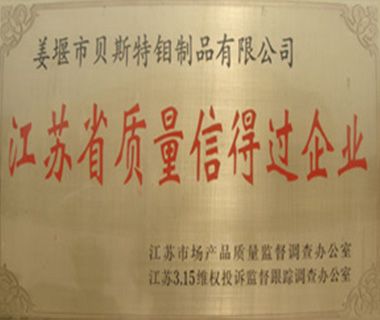 姜堰市贝斯特钼制品有限公司
江苏省质量信得过企业
江苏市场产品质量监督调查办公室
江苏3.15维权投诉监督跟踪调查办公室